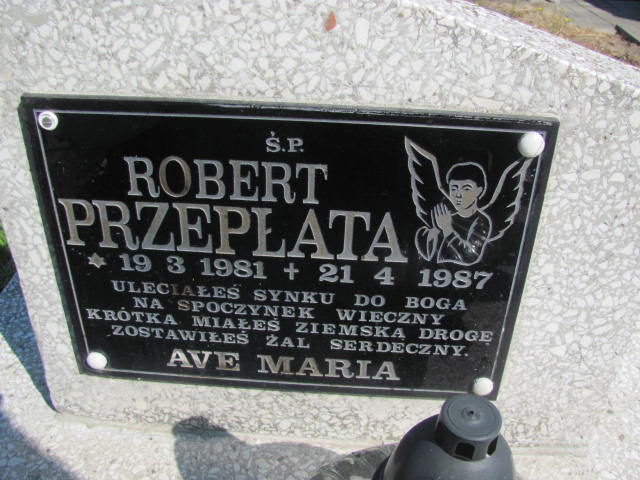 Ś.P.
ROBERT
PRZEPŁATA
* 19 3 1981 + 21 4 1987
ULECIAŁEŚ SYNKU DO BOGA
NA SPOCZYNEK WIECZNY
KRÓTKĄ MIAŁEŚ ZIEMSKĄ DROGĘ
ZOSTAWIŁEŚ ŻAL SERDECZNY.
AVE MARIA